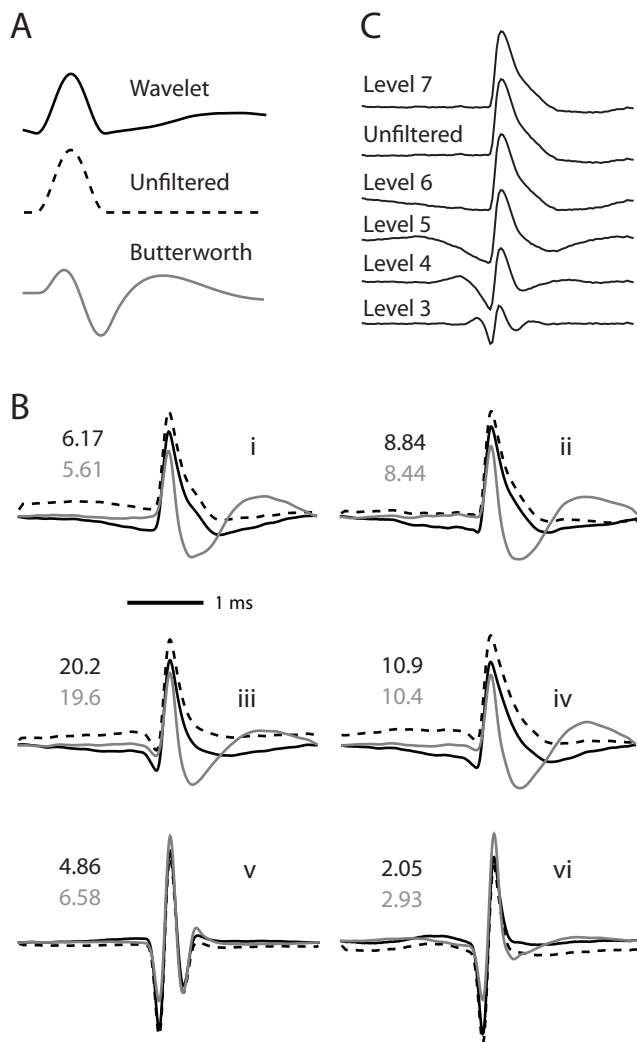 A
Wavelet
Unfiltered
Butterworth
C
Level 7
Unfiltered
Level 6
Level 5
Level 4
Level 3
B
6.17
5.61
i
8.84
8.44
ii
1 ms
20.2
19.6
iii
10.9
10.4
iv
4.86
6.58
v
2.05
2.93
vi